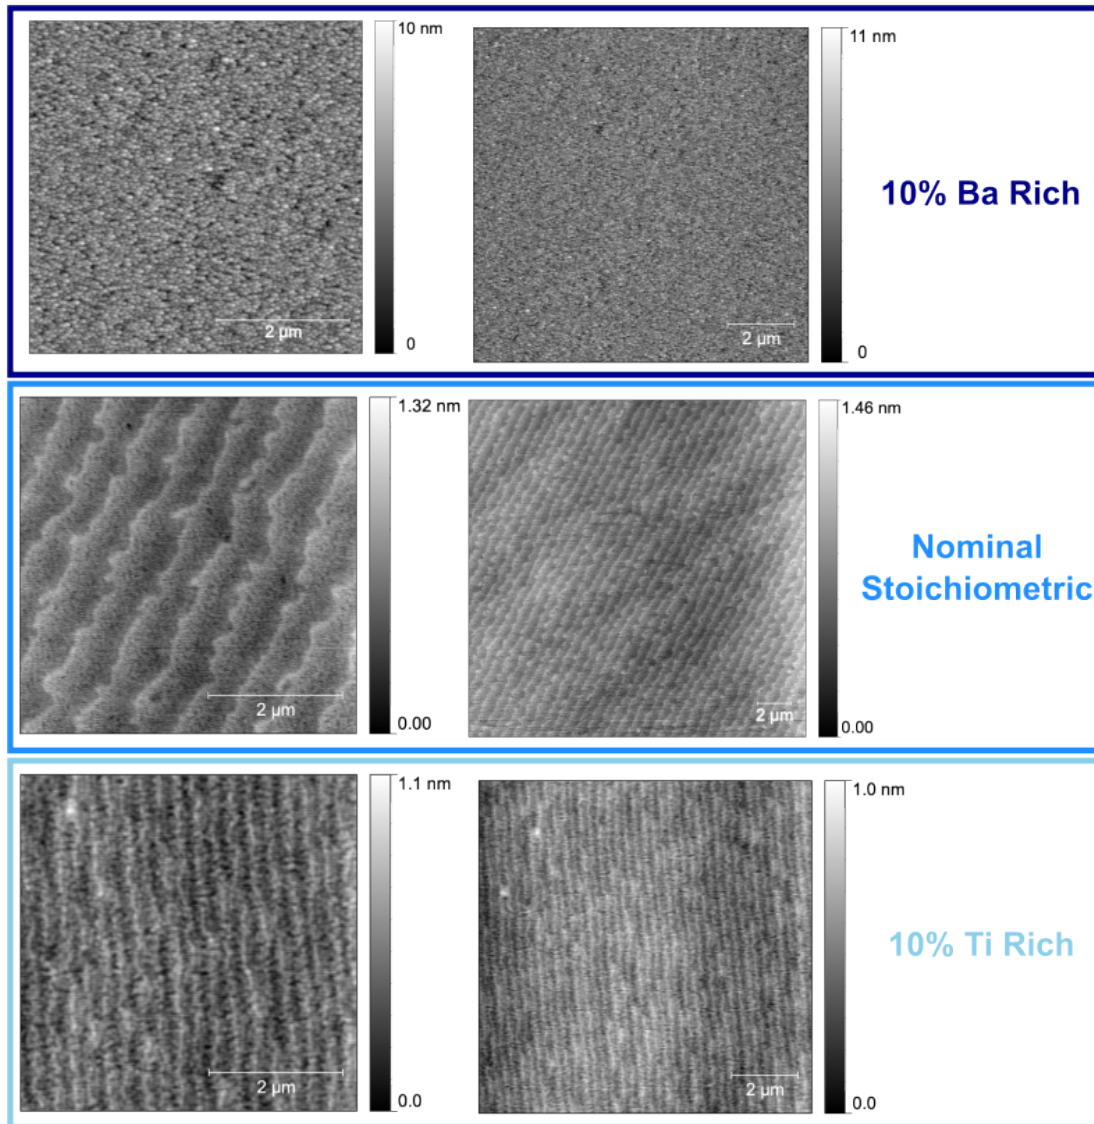 10 nm
2 µm
0
11 nm
2 µm
0
10% Ba Rich
1.32 nm
2 µm
0.00
1.46 nm
2 µm
0.00
Nominal
Stoichiometric
1.1 nm
2 µm
0.0
1.0 nm
2 µm
0.0
10% Ti Rich